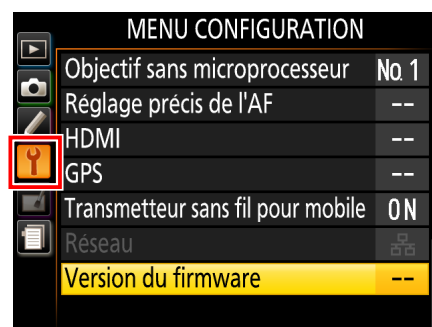 MENU CONFIGURATION
Objectif sans microprocesseur No. 1
Réglage précis de l'AF --
HDMI --
GPS --
Transmetteur sans fil pour mobile ON
Réseau
Version du firmware --